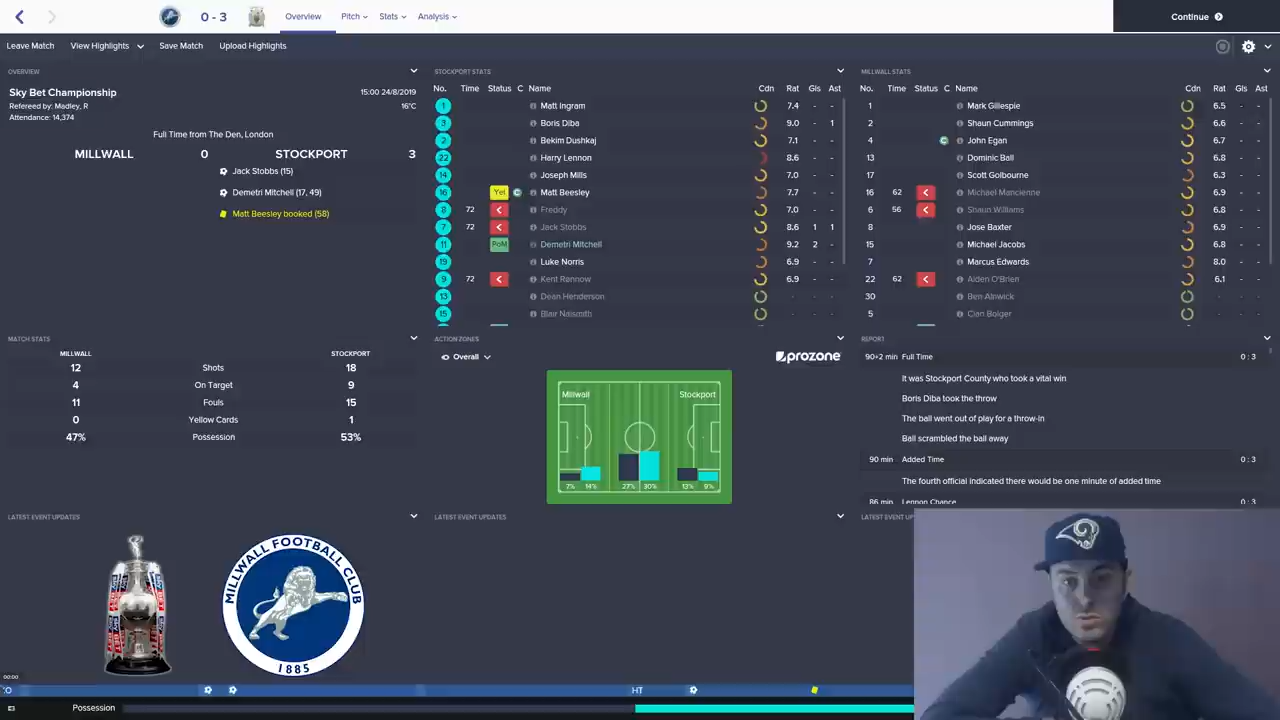 0 - 3
Overview
Pitch
Stats
Analysis
Continue
Leave Match
View Highlights
Save Match
Upload Highlights
OVERVIEW
Sky Bet Championship
15:00 24/8/2019
Refereed by: Madley, R
16°C
Attendance: 14,374
Full Time from The Den, London
MILLWALL 0 STOCKPORT 3
Jack Stobbs (15)
Demetri Mitchell (17, 49)
Matt Beesley booked (58)
STOCKPORT STATS
No. Time Status C Name Cdn Rat Gls Ast
1 Matt Ingram 7.4 - -
3 Boris Diba 9.0 - 1
2 Bekim Dushkaj 7.1 - -
22 Harry Lennon 8.6 - -
14 Joseph Mills 7.0 - -
16 Yel C Matt Beesley 7.7 - -
8 72 Freddy 7.0 - -
7 72 Jack Stobbs 8.6 1 1
11 PoM Demetri Mitchell 9.2 2 -
19 Luke Norris 6.9 - -
9 72 Kent Rannow 6.9 - -
13 Dean Henderson - - -
15 Blair Naismith - - -
MILLWALL STATS
No. Time Status C Name Cdn Rat Gls Ast
1 Mark Gillespie 6.5 - -
2 Shaun Cummings 6.6 - -
4 C John Egan 6.7 - -
13 Dominic Ball 6.8 - -
17 Scott Golbourne 6.3 - -
16 62 Michael Mancienne 6.9 - -
6 56 Shaun Williams 6.8 - -
8 Jose Baxter 6.9 - -
15 Michael Jacobs 6.8 - -
7 Marcus Edwards 8.0 - -
22 62 Aiden O'Brien 6.1 - -
30 Ben Alnwick - - -
5 Cian Bolger - - -
MATCH STATS
MILLWALL STOCKPORT
12 Shots 18
4 On Target 9
11 Fouls 15
0 Yellow Cards 1
47% Possession 53%
ACTION ZONES
Overall
prozone
Millwall Stockport
7% 14% 27% 30% 13% 9%
REPORT
90+2 min Full Time 0 : 3
It was Stockport County who took a vital win
Boris Diba took the throw
The ball went out of play for a throw-in
Ball scrambled the ball away
90 min Added Time 0 : 3
The fourth official indicated there would be one minute of added time
86 min Lennon Chance 0 : 3
LATEST EVENT UPDATES
LATEST EVENT UPDATES
LATEST EVENT UP
MILLWALL FOOTBALL CLUB
1885
00:00
KO
HT
Possession